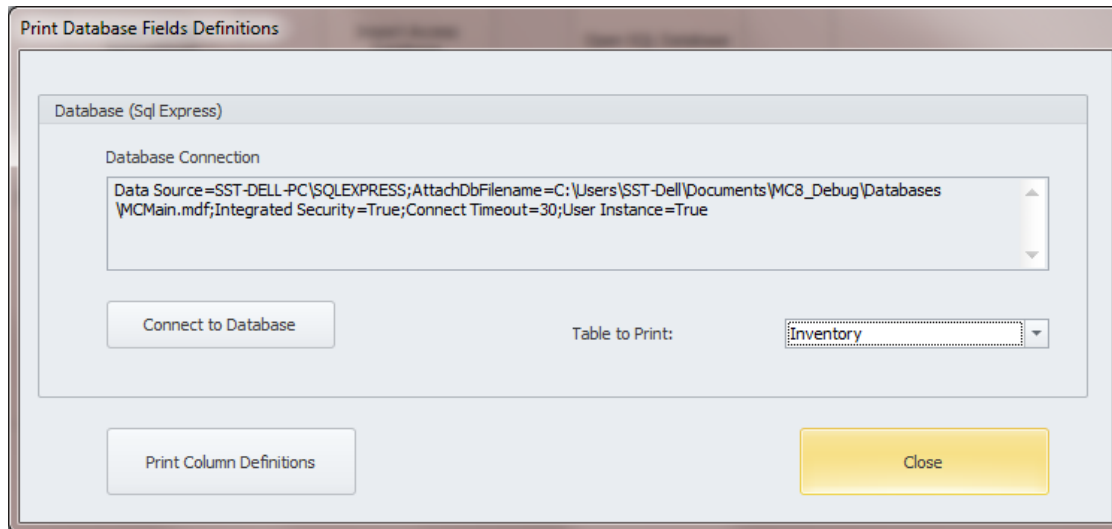 Print Database Fields Definitions
Database (Sql Express)
Database Connection
Data Source=SST-DELL-PC\SQLEXPRESS;AttachDbFilename=C:\Users\SST-Dell\Documents\MC8_Debug\Databases
\MCMain.mdf;Integrated Security=True;Connect Timeout=30;User Instance=True
Connect to Database
Table to Print:
Inventory
Print Column Definitions
Close